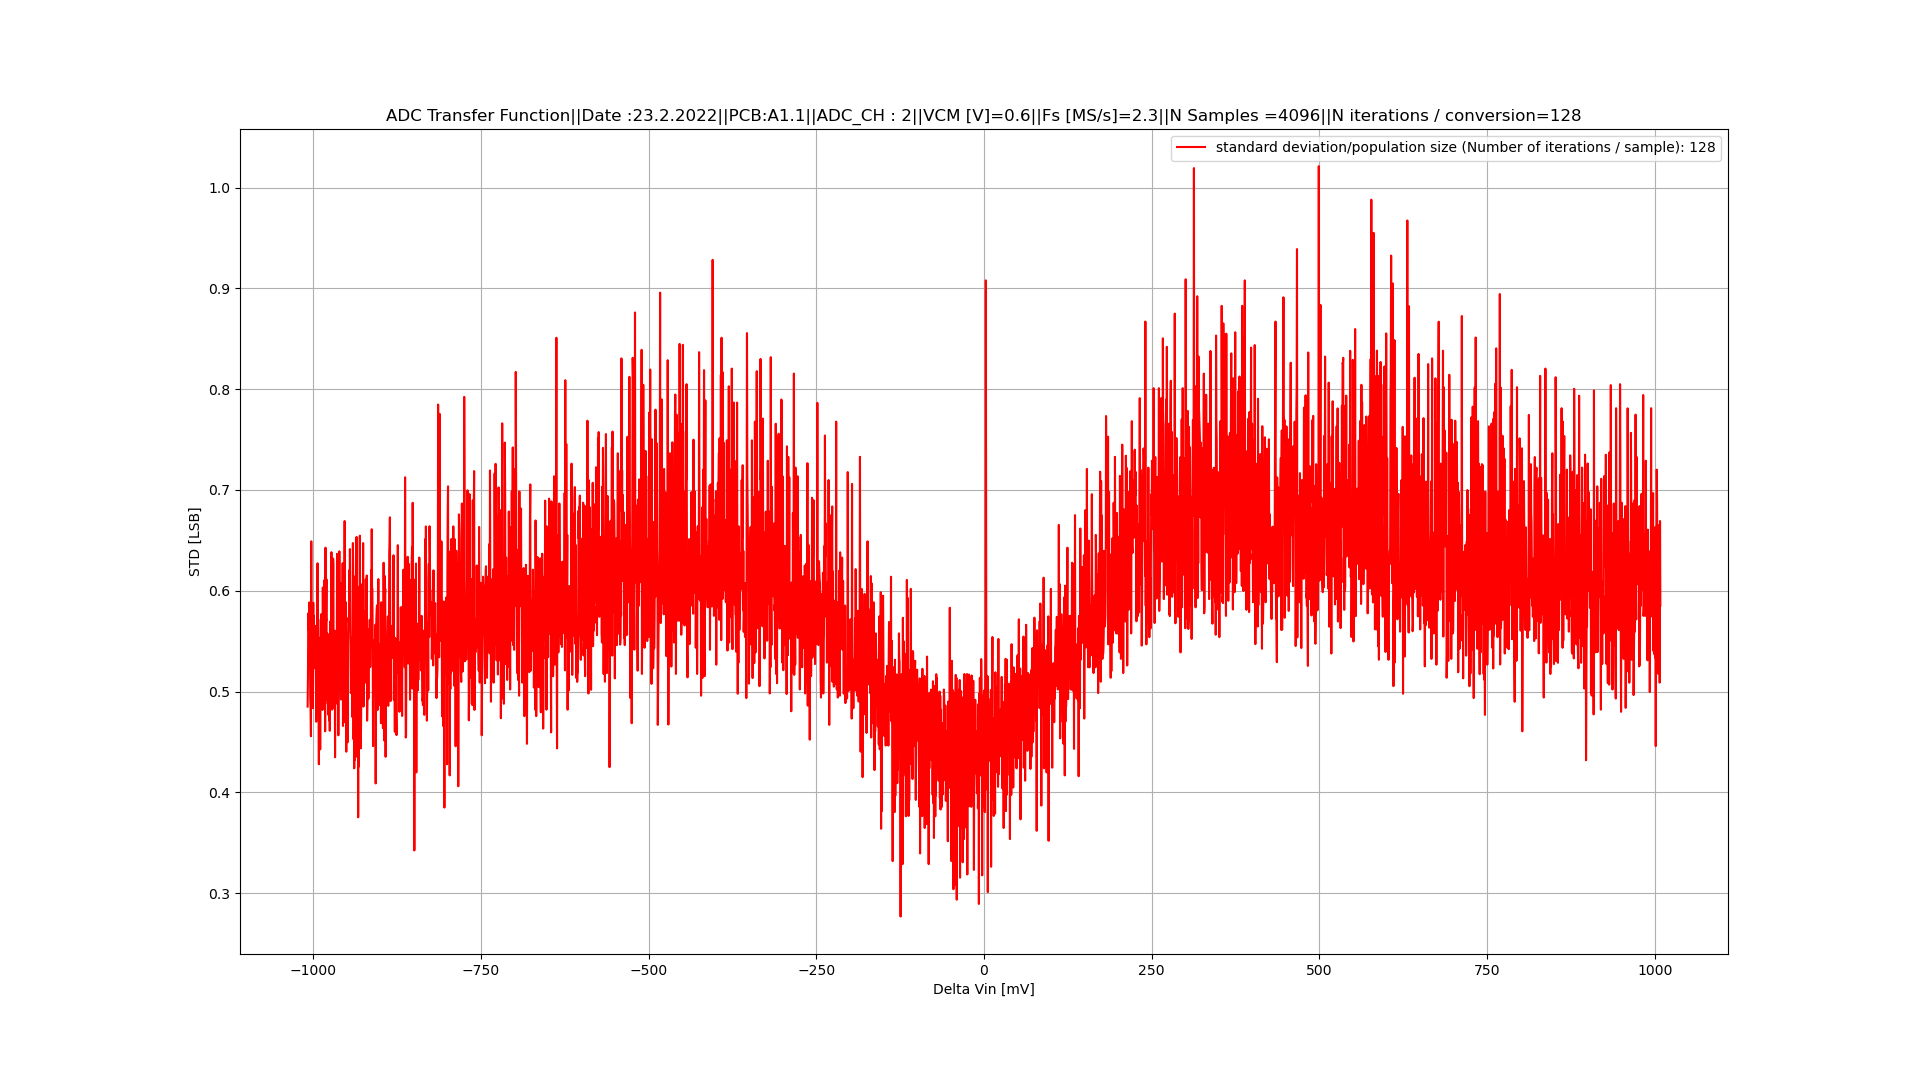 ADC Transfer Function||Date :23.2.2022||PCB:A1.1||ADC_CH : 2||VCM [V]=0.6||Fs [MS/s]=2.3||N Samples =4096||N iterations / conversion=128
standard deviation/population size (Number of iterations / sample): 128
1.0
0.9
0.8
0.7
0.6
0.5
0.4
0.3
STD [LSB]
−1000 −750 −500 −250 0 250 500 750 1000
Delta Vin [mV]